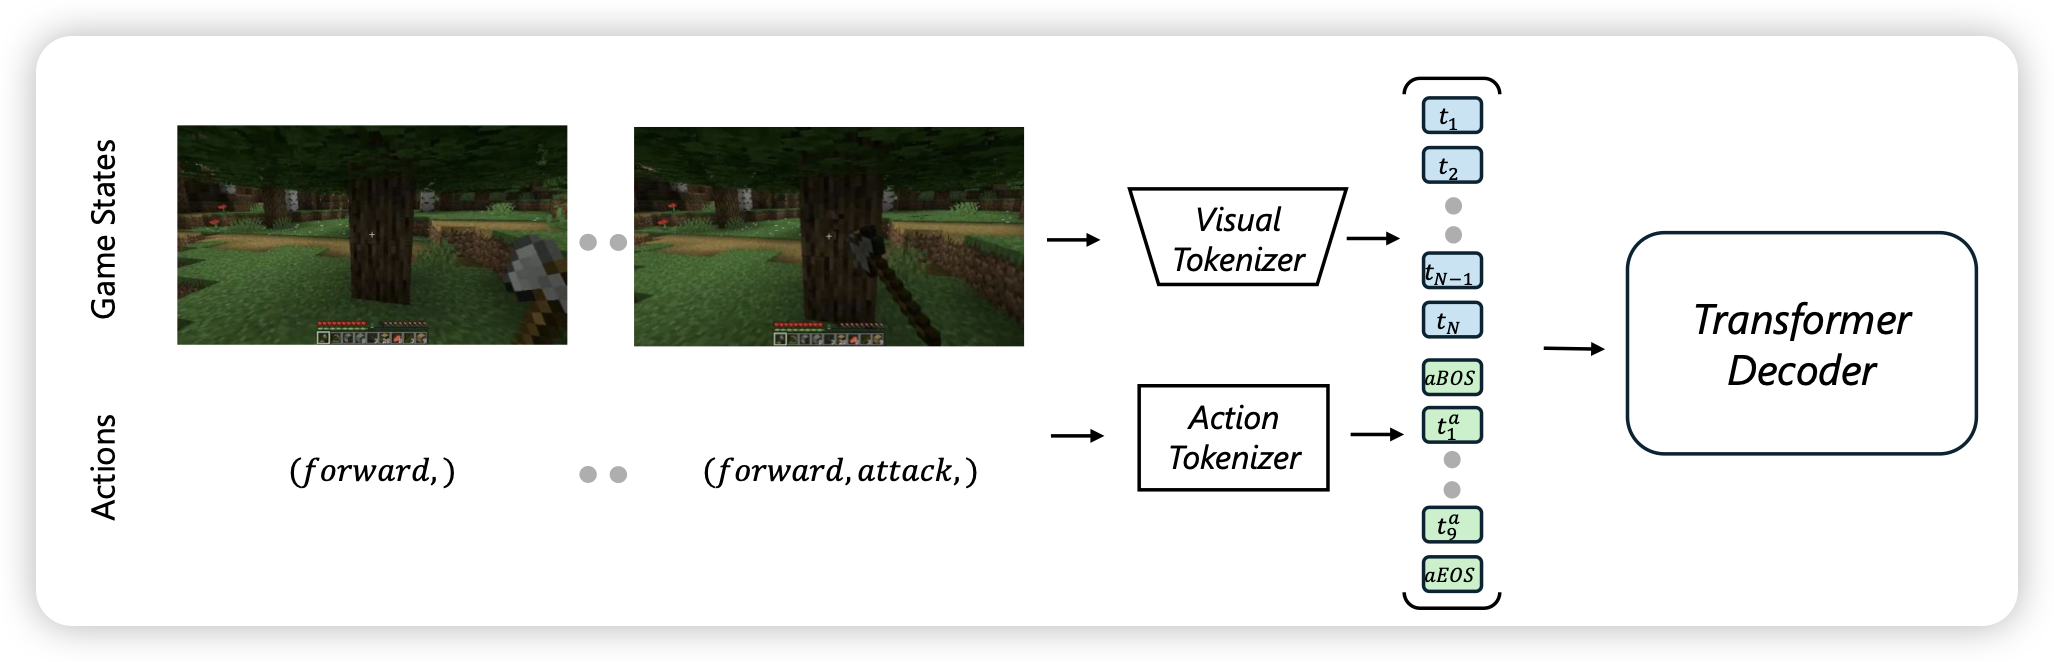 Game States
Visual
Tokenizer
t_1
t_2
t_{N-1}
t_N
Actions
(forward,)
(forward,attack,)
Action
Tokenizer
aBOS
t_1^a
t_9^a
aEOS
Transformer
Decoder